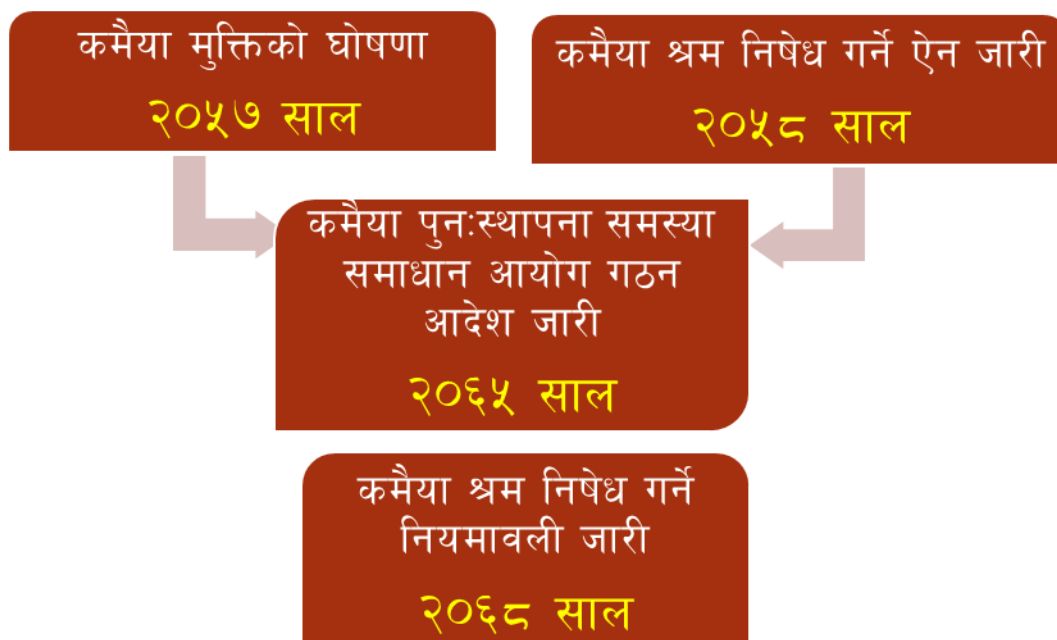 कमैया मुक्तिको घोषणा
२०५७ साल
कमैया श्रम निषेध गर्ने ऐन जारी
२०५८ साल
कमैया पुनःस्थापना समस्या
समाधान आयोग गठन
आदेश जारी
२०६५ साल
कमैया श्रम निषेध गर्ने
नियमावली जारी
२०६८ साल